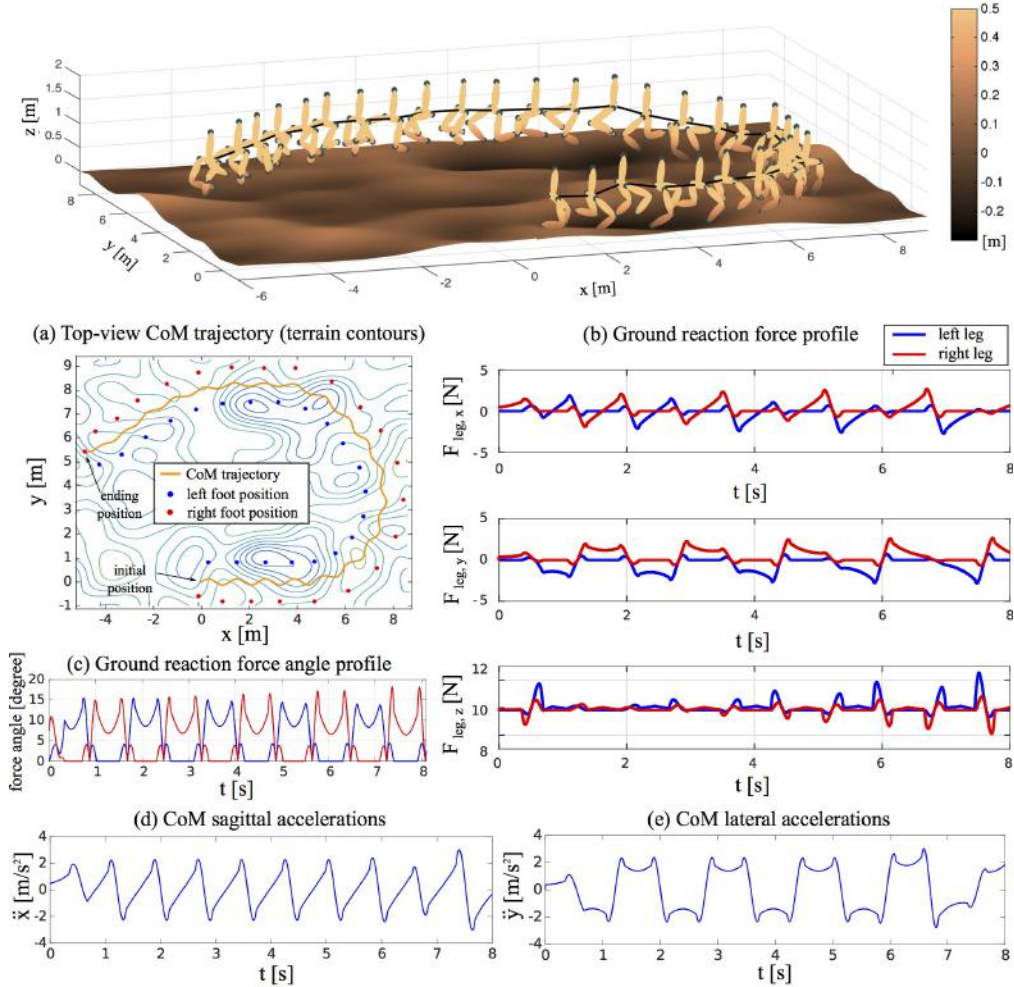 2
1.5
1
0.5
0
z [m]
8
6
4
2
0
y [m]
-6
-4
-2
0
2
4
6
8
x [m]
0.5
0.4
0.3
0.2
0.1
0
-0.1
-0.2
[m]
(a) Top-view CoM trajectory (terrain contours)
9
8
7
6
5
4
3
2
1
0
-1
y [m]
CoM trajectory
left foot position
right foot position
ending
position
initial
position
-4 -2 0 2 4 6 8
x [m]
(b) Ground reaction force profile
left leg
right leg
5
0
-5
F leg, x [N]
0 2 4 6 8
t [s]
5
0
-5
F leg, y [N]
0 2 4 6 8
t [s]
12
10
8
F leg, z [N]
0 2 4 6 8
t [s]
(c) Ground reaction force angle profile
20
15
10
5
0
force angle [degree]
0 1 2 3 4 5 6 7 8
t [s]
(d) CoM sagittal accelerations
4
2
0
-2
-4
ẍ [m/s²]
0 1 2 3 4 5 6 7 8
t [s]
(e) CoM lateral accelerations
4
2
0
-2
-4
ÿ [m/s²]
0 1 2 3 4 5 6 7 8
t [s]